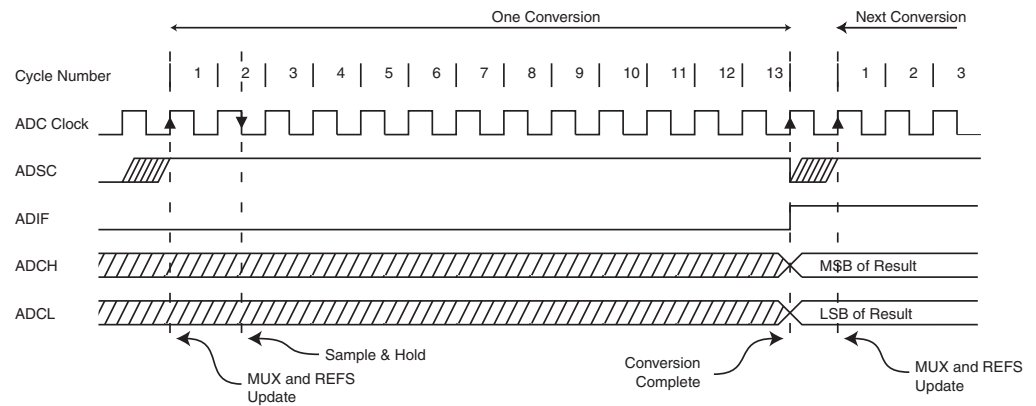 One Conversion
Next Conversion
Cycle Number 1 2 3 4 5 6 7 8 9 10 11 12 13 1 2 3
ADC Clock
ADSC
ADIF
ADCH
MSB of Result
ADCL
LSB of Result
Sample & Hold
MUX and REFS
Update
Conversion
Complete
MUX and REFS
Update